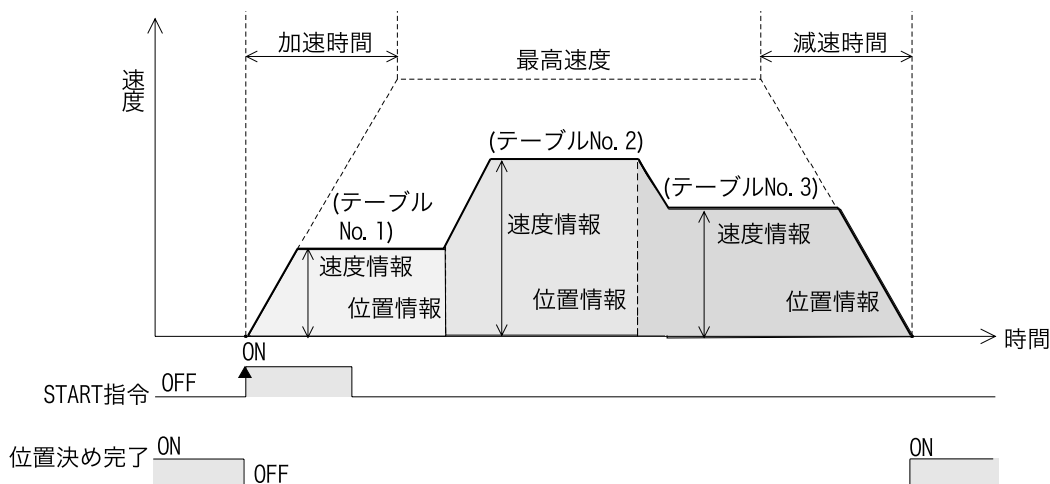 加速時間
減速時間
最高速度
速度
(テーブルNo. 2)
(テーブルNo. 3)
(テーブル
No. 1)
速度情報
速度情報
速度情報
位置情報
位置情報
位置情報
時間
ON
START指令
OFF
位置決め完了
ON
OFF
ON